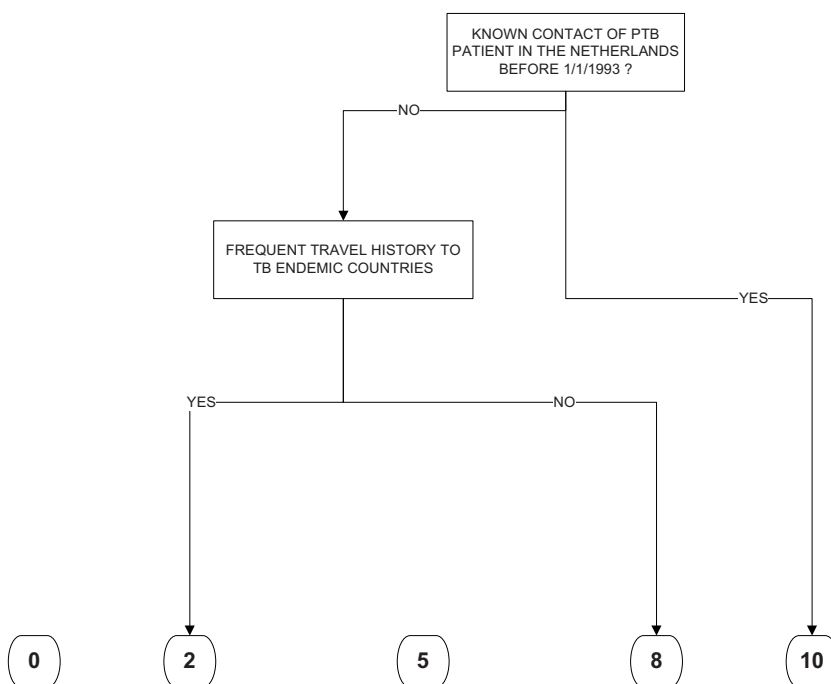 KNOWN CONTACT OF PTB
PATIENT IN THE NETHERLANDS
BEFORE 1/1/1993 ?
NO
FREQUENT TRAVEL HISTORY TO
TB ENDEMIC COUNTRIES
YES
YES
NO
0
2
5
8
10